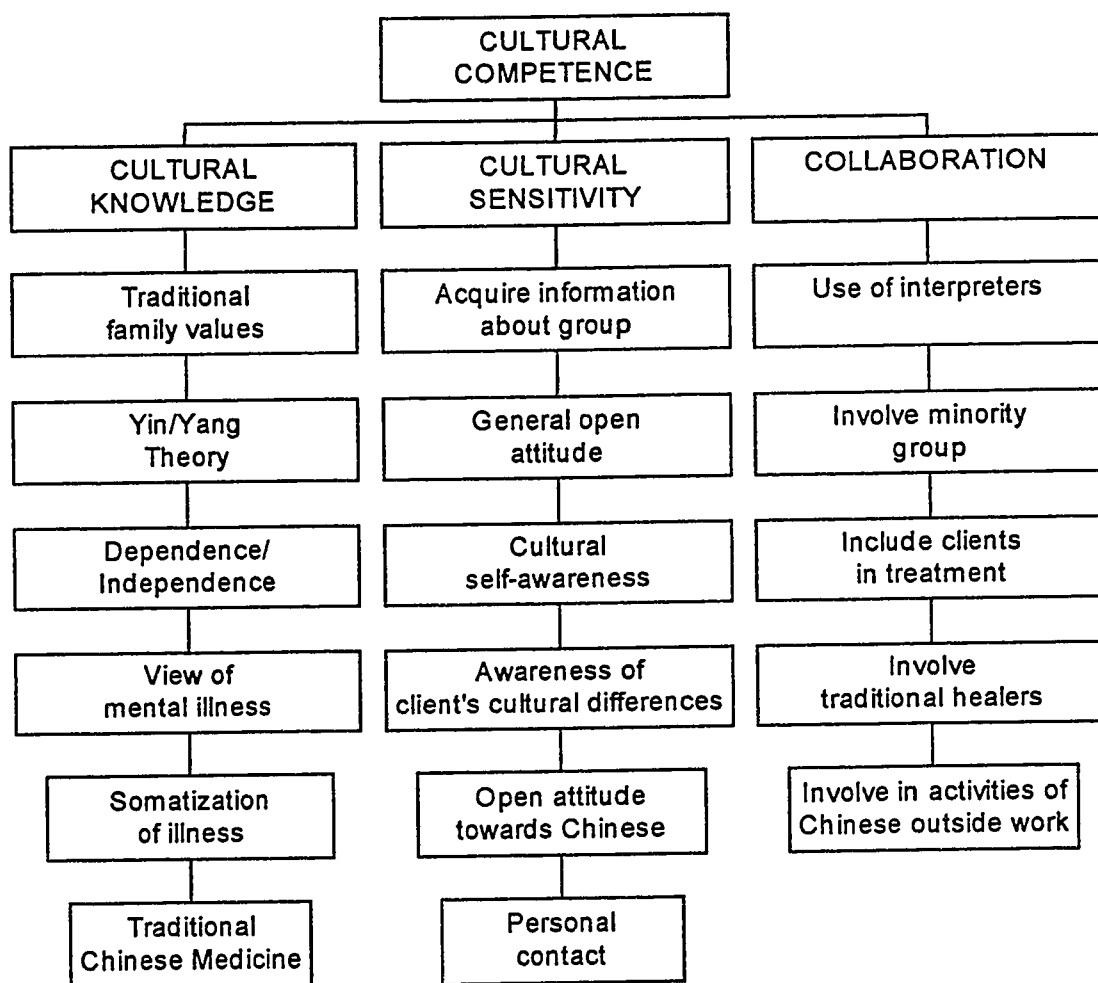 CULTURAL
COMPETENCE
CULTURAL
KNOWLEDGE
Traditional
family values
Yin/Yang
Theory
Dependence/
Independence
View of
mental illness
Somatization
of illness
Traditional
Chinese Medicine
CULTURAL
SENSITIVITY
Acquire information
about group
General open
attitude
Cultural
self-awareness
Awareness of
client's cultural differences
Open attitude
towards Chinese
Personal
contact
COLLABORATION
Use of interpreters
Involve minority
group
Include clients
in treatment
Involve
traditional healers
Involve in activities of
Chinese outside work